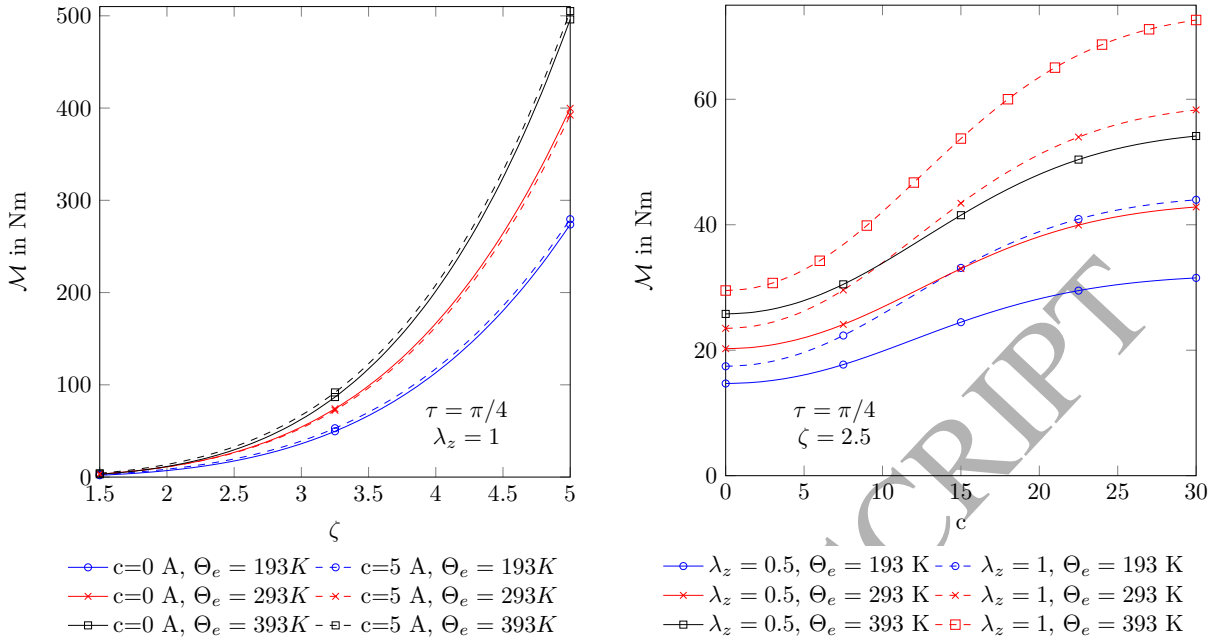 500
400
300
200
100
0
ℳ in Nm
1.5 2 2.5 3 3.5 4 4.5 5
ζ
τ = π/4
λ_z = 1
c=0 A, Θ_e = 193K c=5 A, Θ_e = 193K
c=0 A, Θ_e = 293K c=5 A, Θ_e = 293K
c=0 A, Θ_e = 393K c=5 A, Θ_e = 393K
60
40
20
0
ℳ in Nm
0 5 10 15 20 25 30
c
τ = π/4
ζ = 2.5
SCRIPT
λ_z = 0.5, Θ_e = 193 K λ_z = 1, Θ_e = 193 K
λ_z = 0.5, Θ_e = 293 K λ_z = 1, Θ_e = 293 K
λ_z = 0.5, Θ_e = 393 K λ_z = 1, Θ_e = 393 K